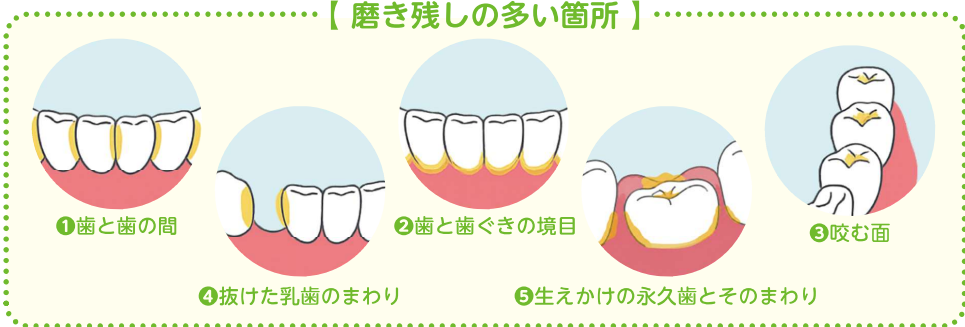 【 磨き残しの多い箇所 】
❶歯と歯の間
❷歯と歯ぐきの境目
❸咬む面
❹抜けた乳歯のまわり
❺生えかけの永久歯とそのまわり